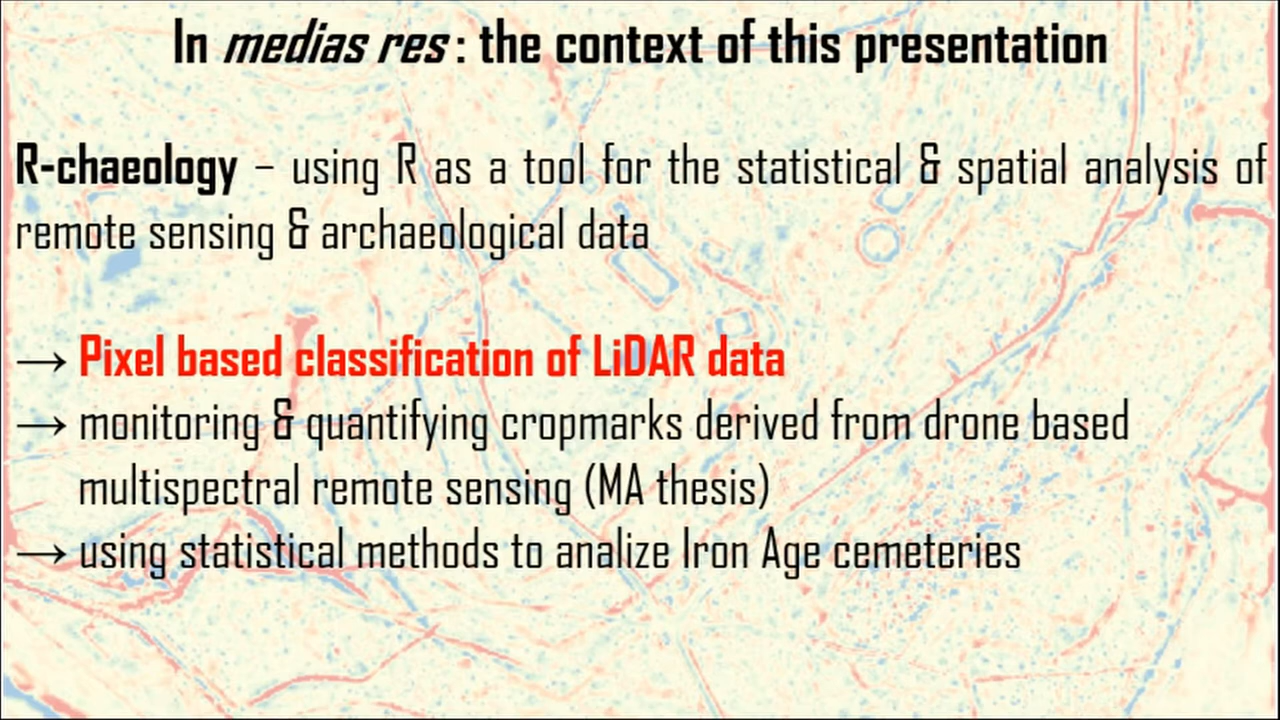 In medias res : the context of this presentation
R-chaeology – using R as a tool for the statistical & spatial analysis of
remote sensing & archaeological data
→ Pixel based classification of LiDAR data
→ monitoring & quantifying cropmarks derived from drone based
multispectral remote sensing (MA thesis)
→ using statistical methods to analize Iron Age cemeteries